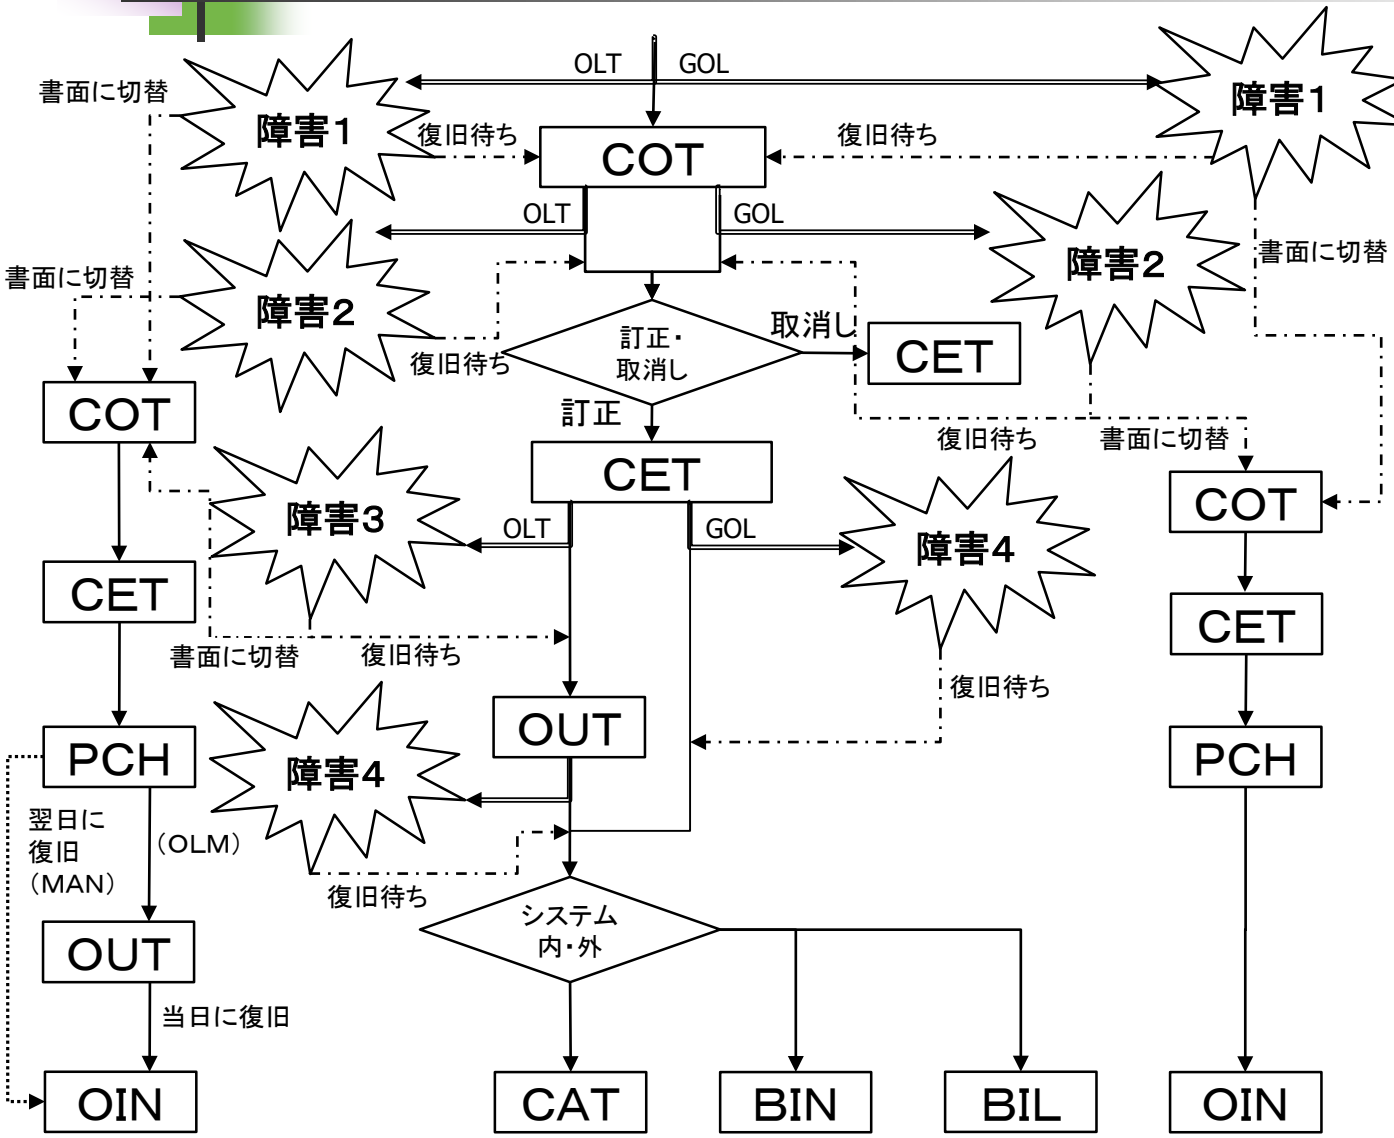 OLT
GOL
書面に切替
障害1
障害1
復旧待ち
復旧待ち
COT
OLT
GOL
書面に切替
障害2
障害2
書面に切替
復旧待ち
訂正・
取消し
取消し
CET
COT
訂正
復旧待ち
書面に切替
CET
COT
障害3
OLT
GOL
障害4
CET
CET
書面に切替
復旧待ち
復旧待ち
OUT
PCH
障害4
PCH
翌日に
復旧
(MAN)
(OLM)
復旧待ち
システム
内・外
OUT
当日に復旧
OIN
CAT
BIN
BIL
OIN